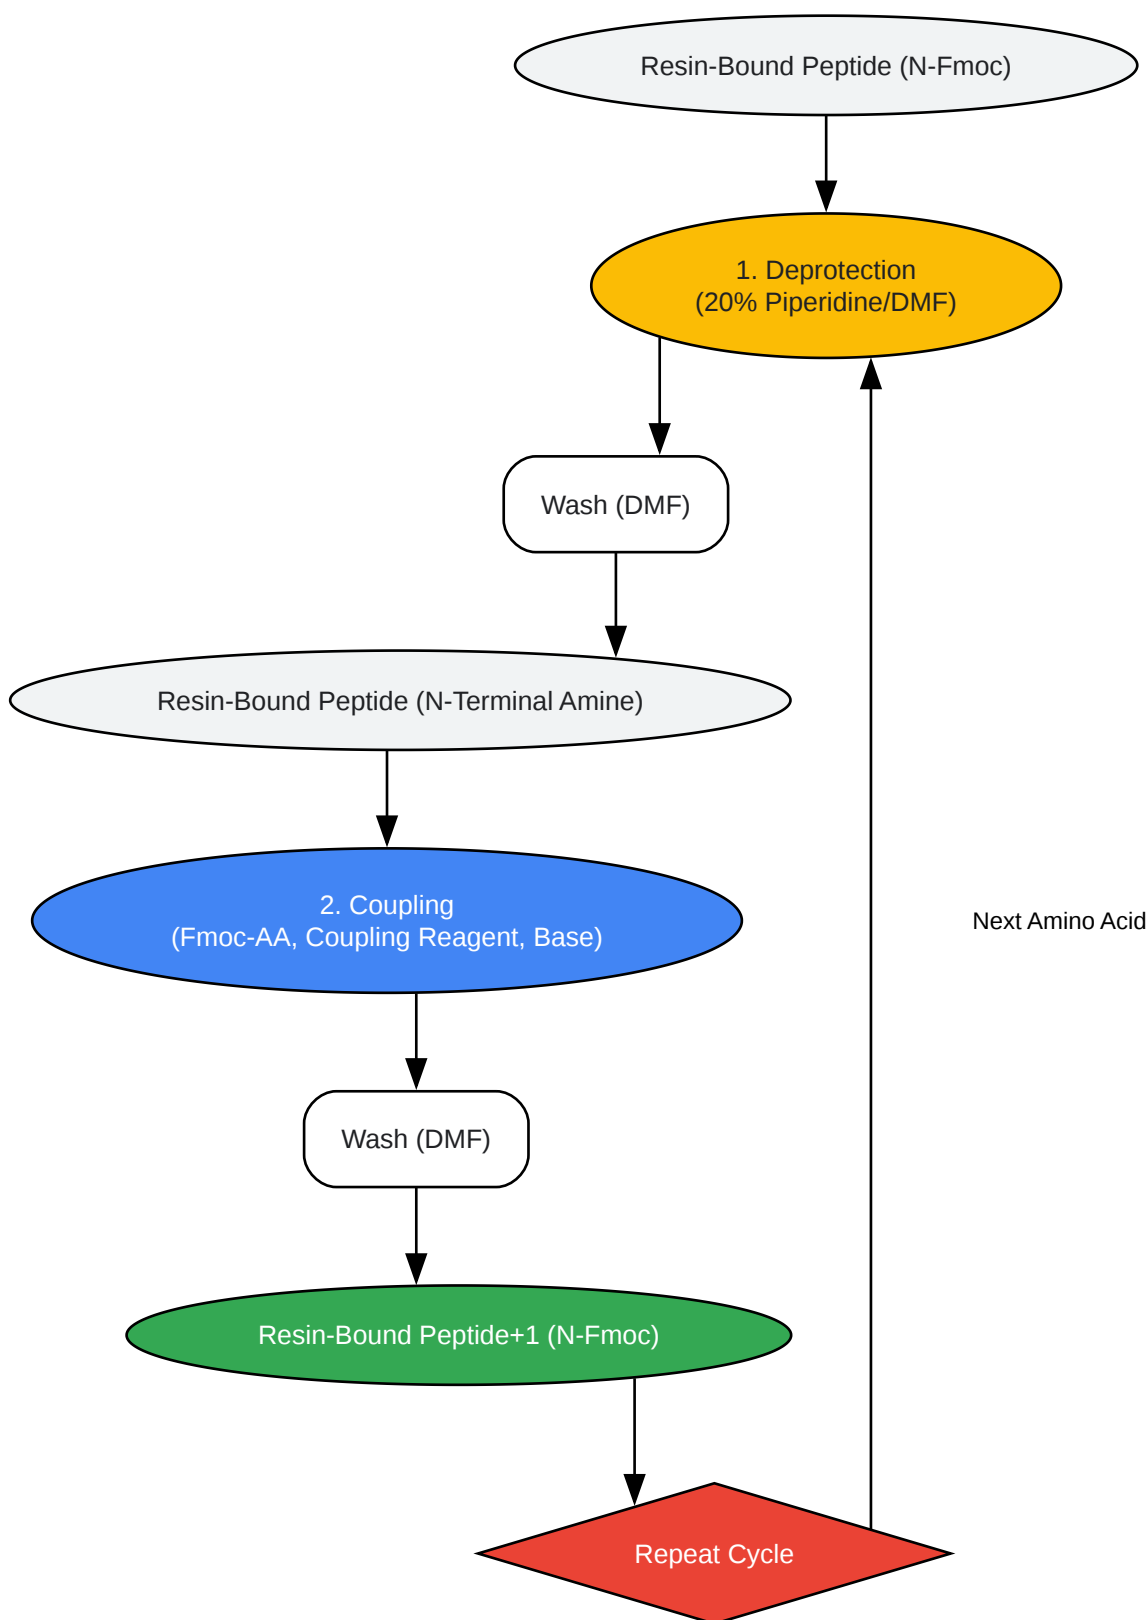 Resin-Bound Peptide (N-Fmoc)
1. Deprotection
(20% Piperidine/DMF)
Wash (DMF)
Resin-Bound Peptide (N-Terminal Amine)
2. Coupling
(Fmoc-AA, Coupling Reagent, Base)
Next Amino Acid
Wash (DMF)
Resin-Bound Peptide+1 (N-Fmoc)
Repeat Cycle